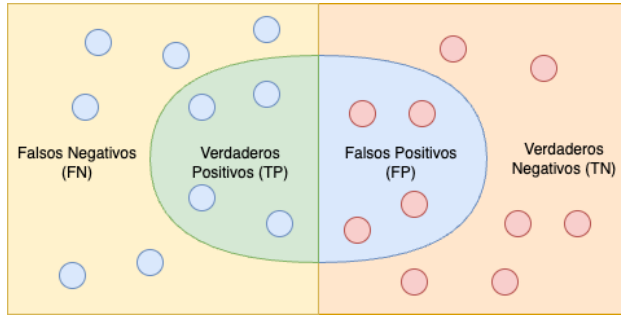 Falsos Negativos
(FN)
Verdaderos
Positivos (TP)
Falsos Positivos
(FP)
Verdaderos
Negativos (TN)